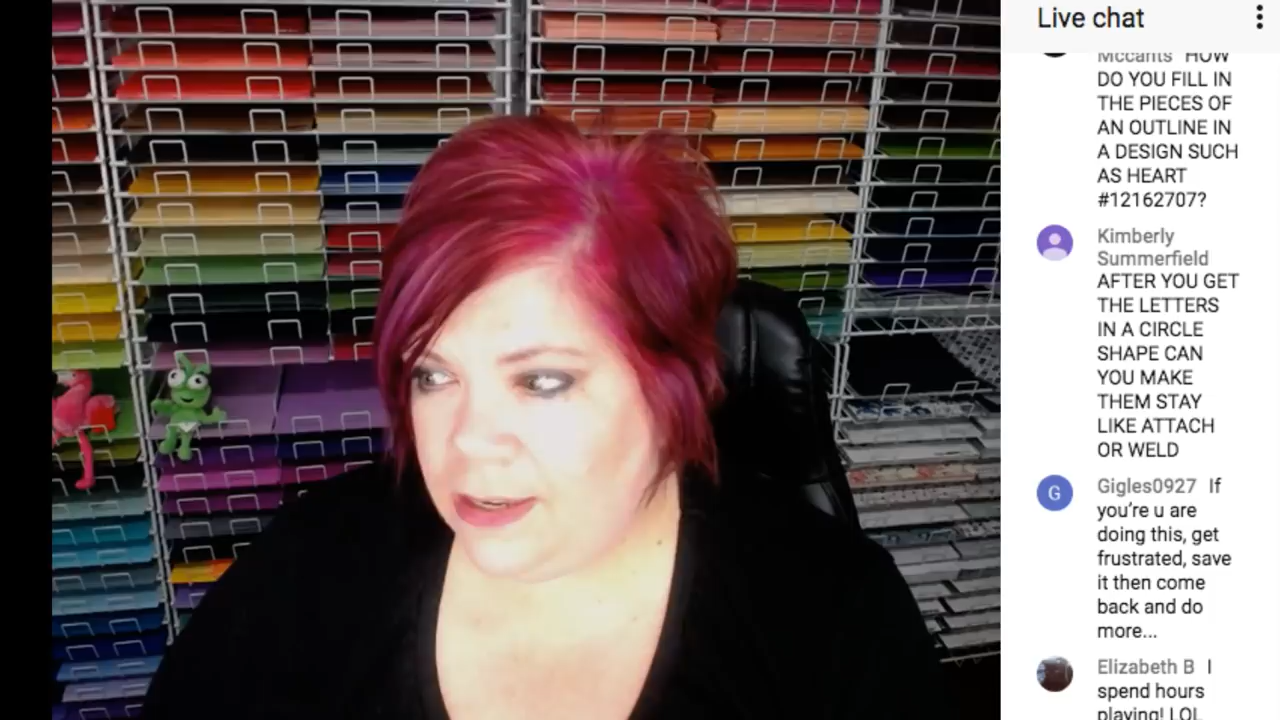 Live chat
Mccants HOW
DO YOU FILL IN
THE PIECES OF
AN OUTLINE IN
A DESIGN SUCH
AS HEART
#12162707?
Kimberly
Summerfield
AFTER YOU GET
THE LETTERS
IN A CIRCLE
SHAPE CAN
YOU MAKE
THEM STAY
LIKE ATTACH
OR WELD
G
Gigles0927 If
you're u are
doing this, get
frustrated, save
it then come
back and do
more...
Elizabeth B I
spend hours
playing! LOL